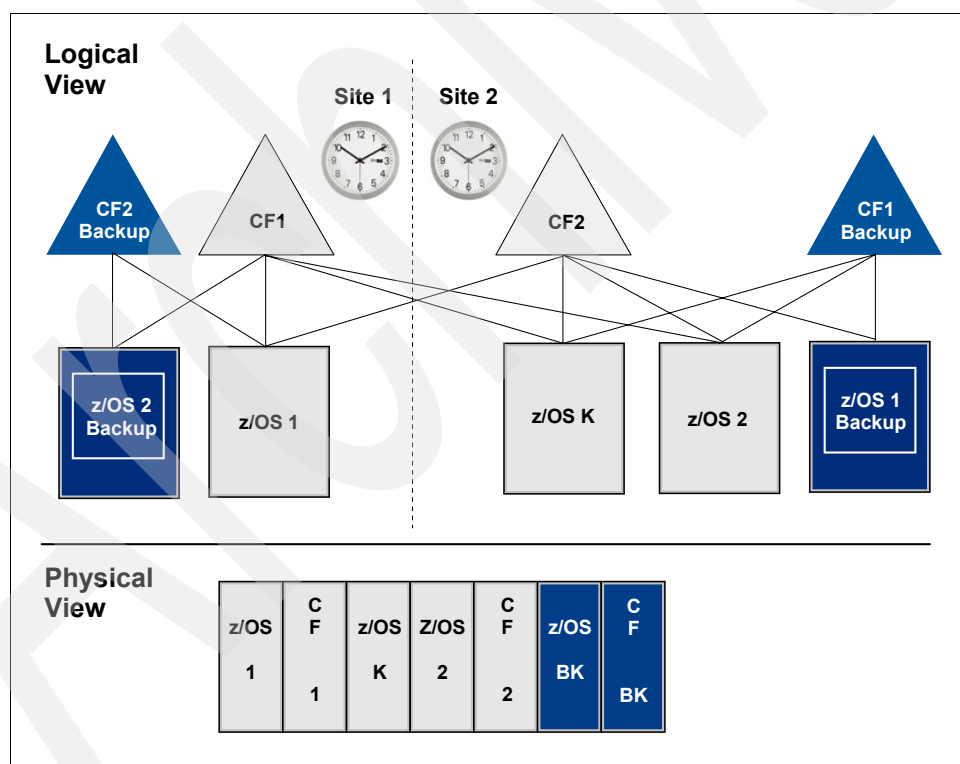 Logical
View
Site 1
Site 2
CF2
Backup
CF1
CF2
CF1
Backup
z/OS 2
Backup
z/OS 1
z/OS K
z/OS 2
z/OS 1
Backup
Physical
View
z/OS
1
C
F
1
z/OS
K
Z/OS
2
C
F
2
z/OS
BK
C
F
BK